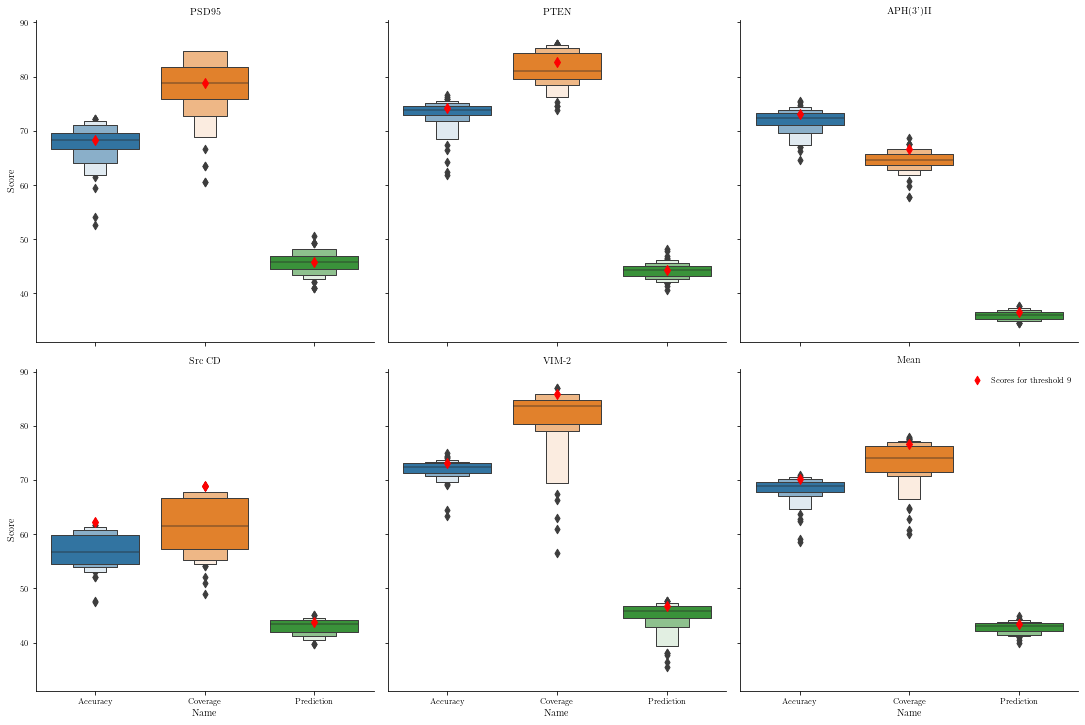 PSD95
PTEN
APH(3')II
90
80
70
60
50
40
Score
Src CD
VIM-2
Mean
90
80
70
60
50
40
Score
Scores for threshold 9
Accuracy
Coverage
Prediction
Name
Accuracy
Coverage
Prediction
Name
Accuracy
Coverage
Prediction
Name